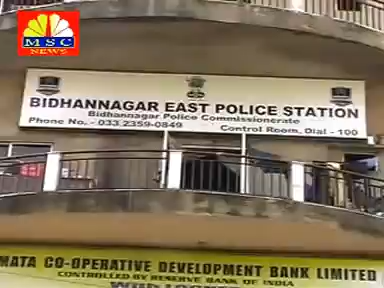 MSC
NEWS
BIDHANNAGAR EAST POLICE STATION
Bidhannagar Police Commissionerate
Phone No. - 033 2359-0849
Control Room, Dial - 100
MATA CO-OPERATIVE DEVELOPMENT BANK LIMITED
CONTROLLED BY RESERVE BANK OF INDIA